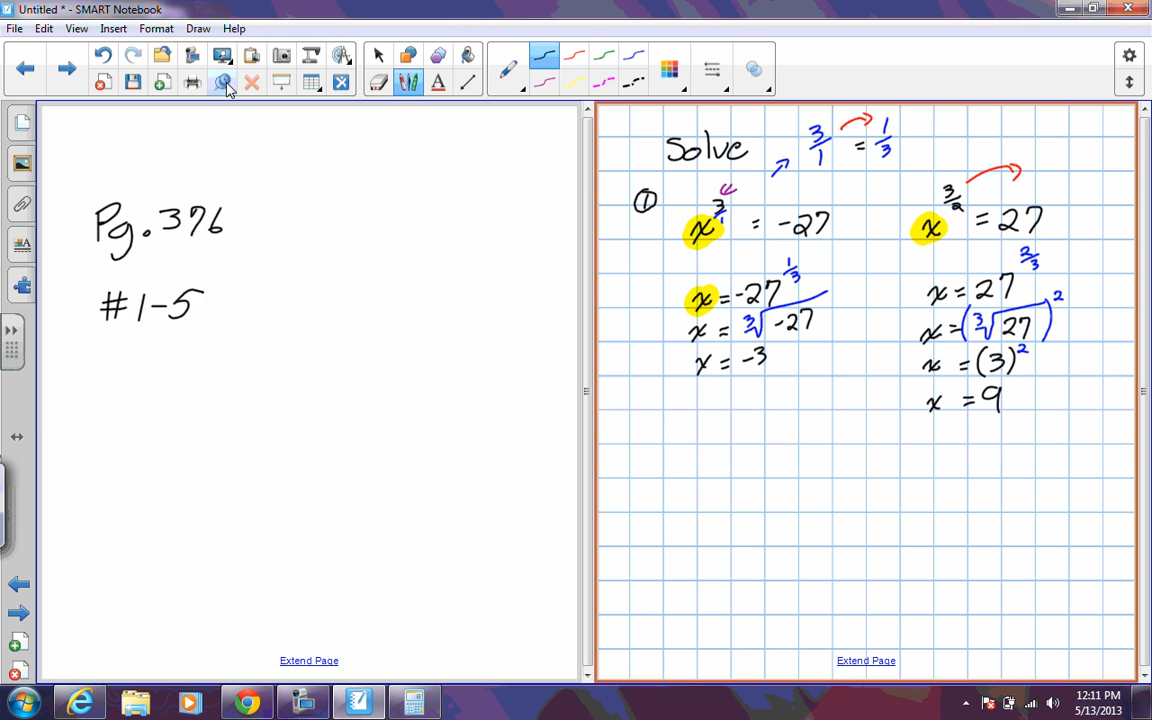 Untitled * - SMART Notebook
File Edit View Insert Format Draw Help
Pg. 376
#1-5
Extend Page
Solve 3/1 = 1/3
① x^3/1 = -27
x = -27^1/3
x = ∛-27
x = -3
x^3/2 = 27
x = 27^2/3
x = (∛27)^2
x = (3)^2
x = 9
Extend Page
12:11 PM
5/13/2013